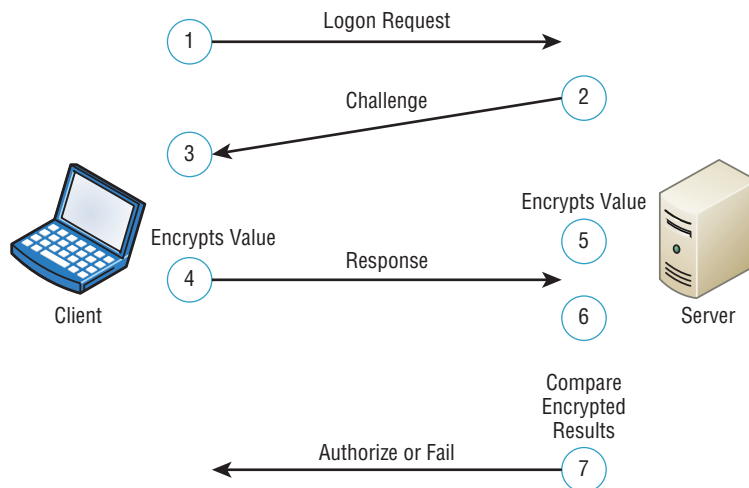 Logon Request
1
Challenge
2
3
Encrypts Value
5
Encrypts Value
4
Response
Client
6
Server
Compare
Encrypted
Results
Authorize or Fail
7